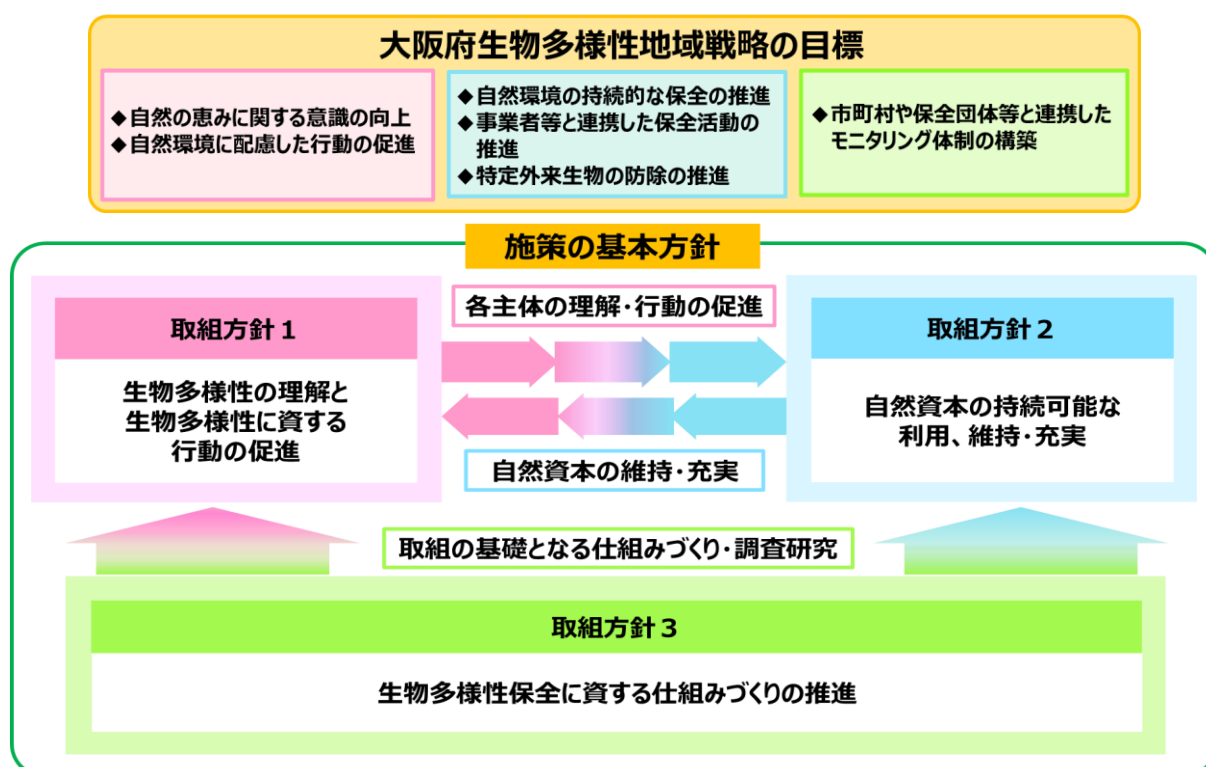 大阪府生物多様性地域戦略の目標
◆自然の恵みに関する意識の向上
◆自然環境に配慮した行動の促進
◆自然環境の持続的な保全の推進
◆事業者等と連携した保全活動の
推進
◆特定外来生物の防除の推進
◆市町村や保全団体等と連携した
モニタリング体制の構築
施策の基本方針
取組方針1
生物多様性の理解と
生物多様性に資する
行動の促進
各主体の理解・行動の促進
自然資本の維持・充実
取組方針2
自然資本の持続可能な
利用、維持・充実
取組の基礎となる仕組みづくり・調査研究
取組方針3
生物多様性保全に資する仕組みづくりの推進